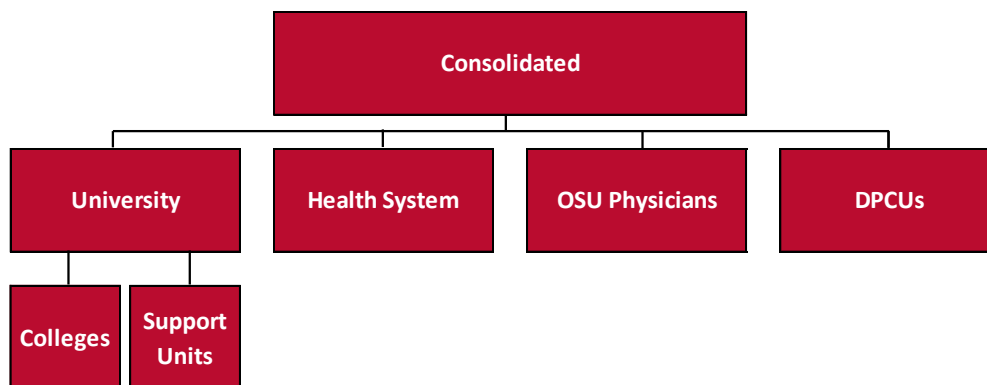 Consolidated
University
Health System
OSU Physicians
DPCUs
Colleges
Support
Units